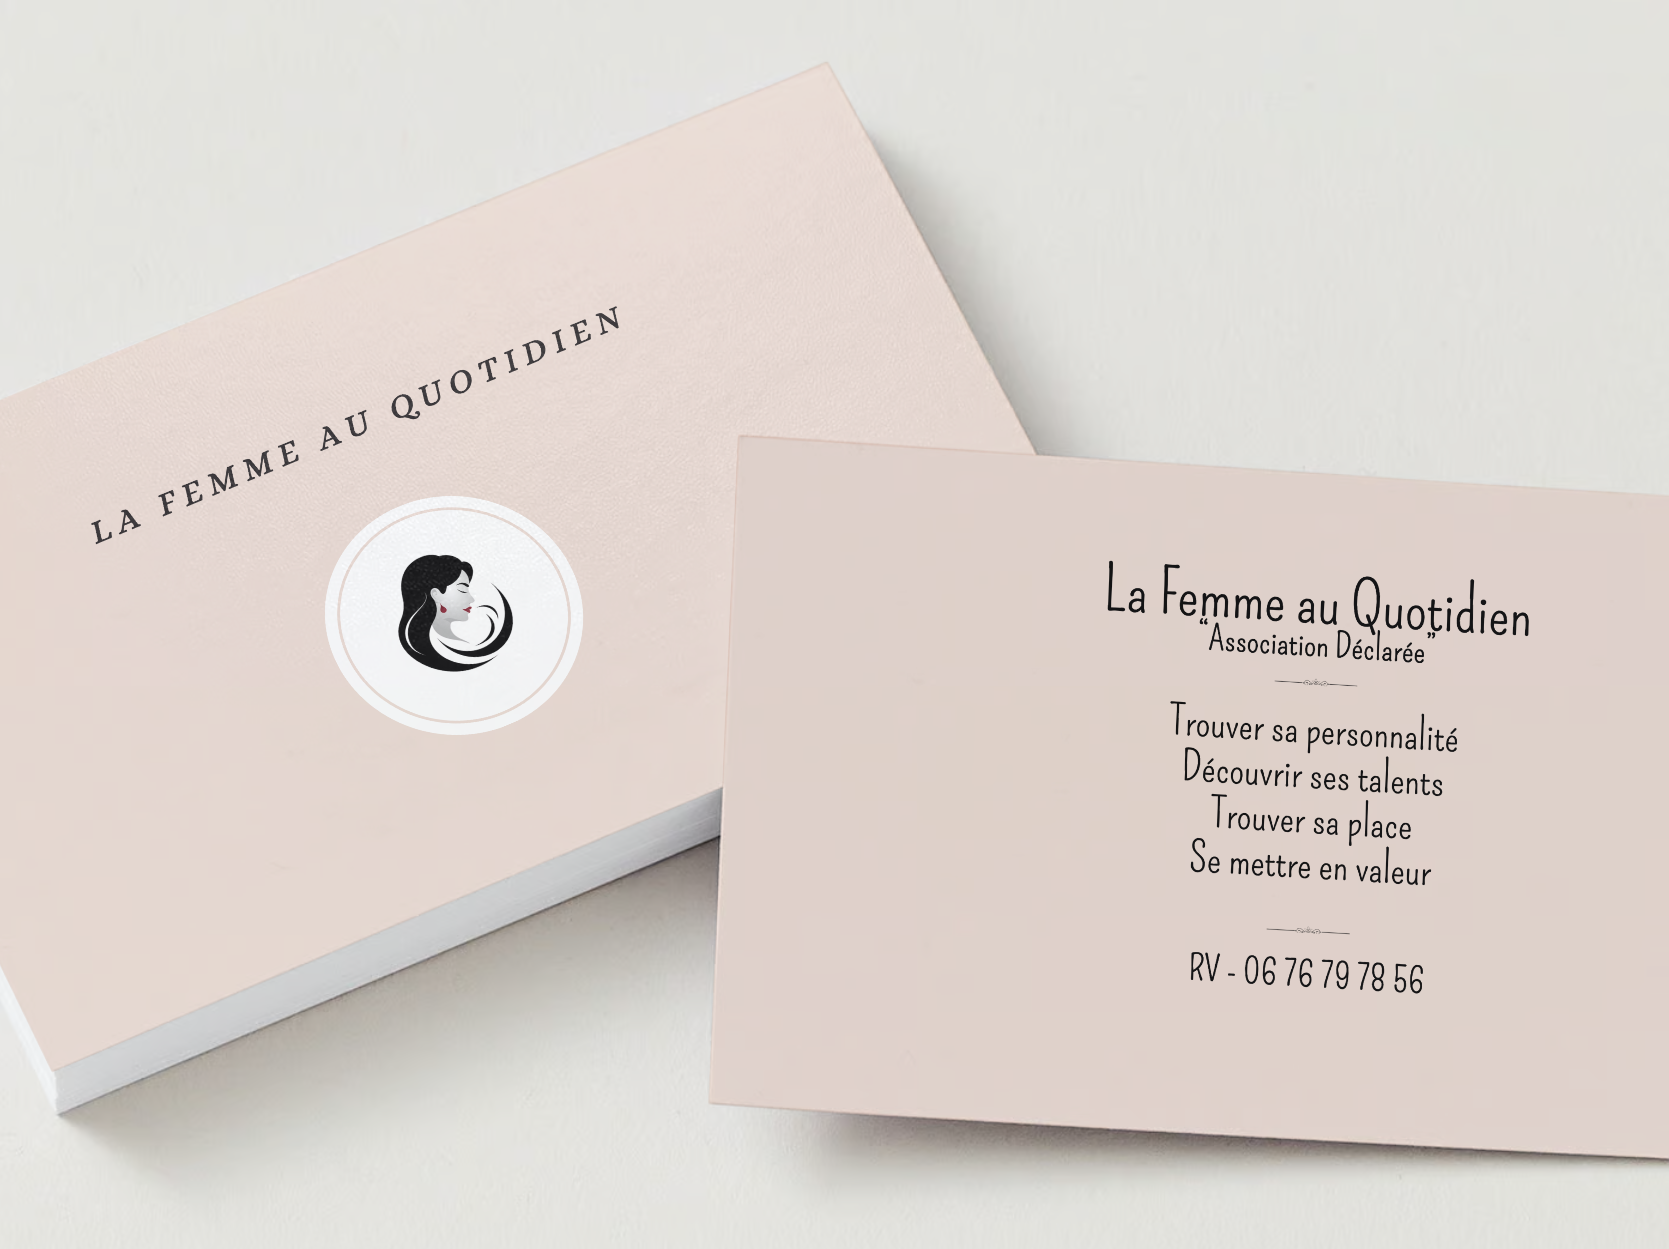 LA FEMME AU QUOTIDIEN
La Femme au Quotidien
“Association Déclarée”
Trouver sa personnalité
Découvrir ses talents
Trouver sa place
Se mettre en valeur
RV - 06 76 79 78 56